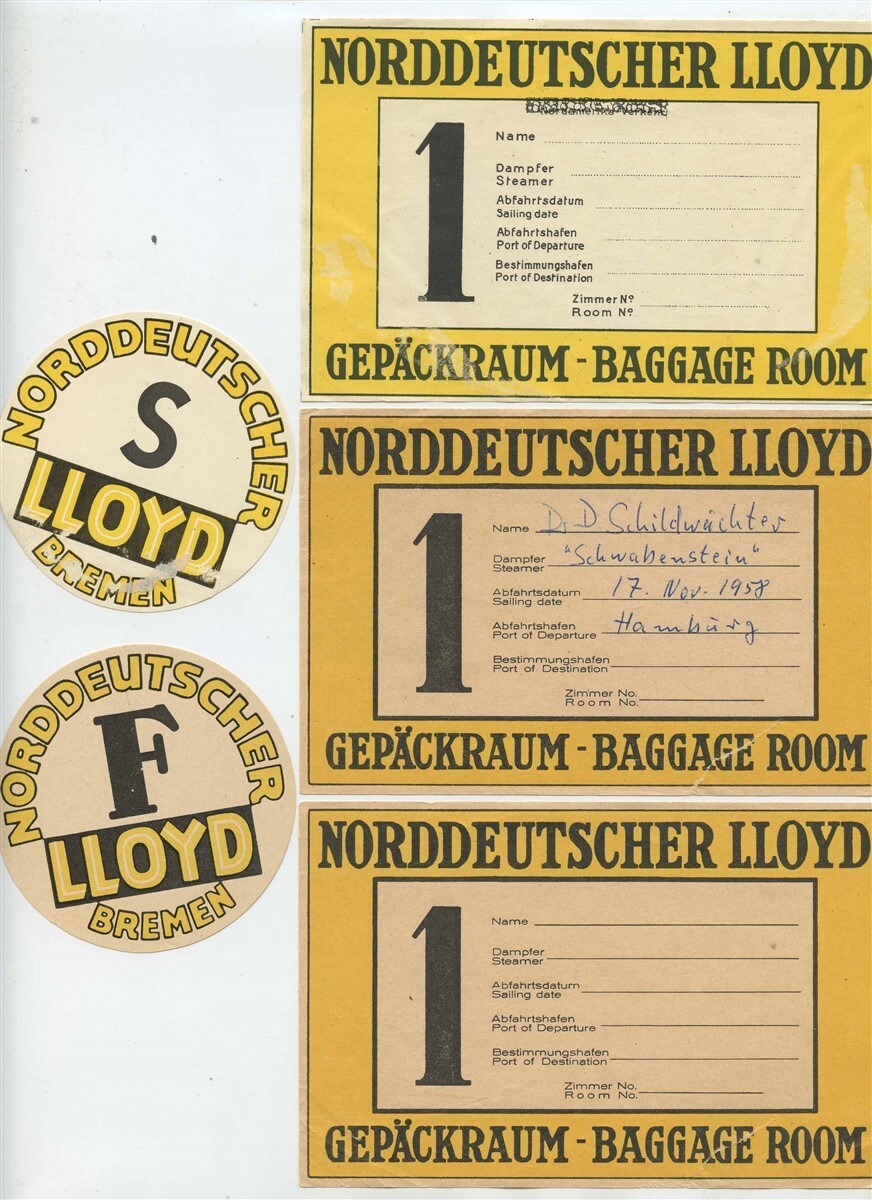 NORDDEUTSCHER
S
LLOYD
BREMEN
NORDDEUTSCHER
F
LLOYD
BREMEN
NORDDEUTSCHER LLOYD
Nordamerika-Verkehr
1
Name
Dampfer
Steamer
Abfahrtsdatum
Sailing date
Abfahrtshafen
Port of Departure
Bestimmungshafen
Port of Destination
Zimmer Nº
Room Nº
GEPÄCKRAUM - BAGGAGE ROOM
NORDDEUTSCHER LLOYD
1
Name Dr D. Schildwächter
Dampfer
Steamer "Schwabenstein"
Abfahrtsdatum
Sailing date 17. Nov. 1958
Abfahrtshafen
Port of Departure Hamburg
Bestimmungshafen
Port of Destination
Zimmer No.
Room No.
GEPÄCKRAUM - BAGGAGE ROOM
NORDDEUTSCHER LLOYD
1
Name
Dampfer
Steamer
Abfahrtsdatum
Sailing date
Abfahrtshafen
Port of Departure
Bestimmungshafen
Port of Destination
Zimmer No.
Room No.
GEPÄCKRAUM - BAGGAGE ROOM